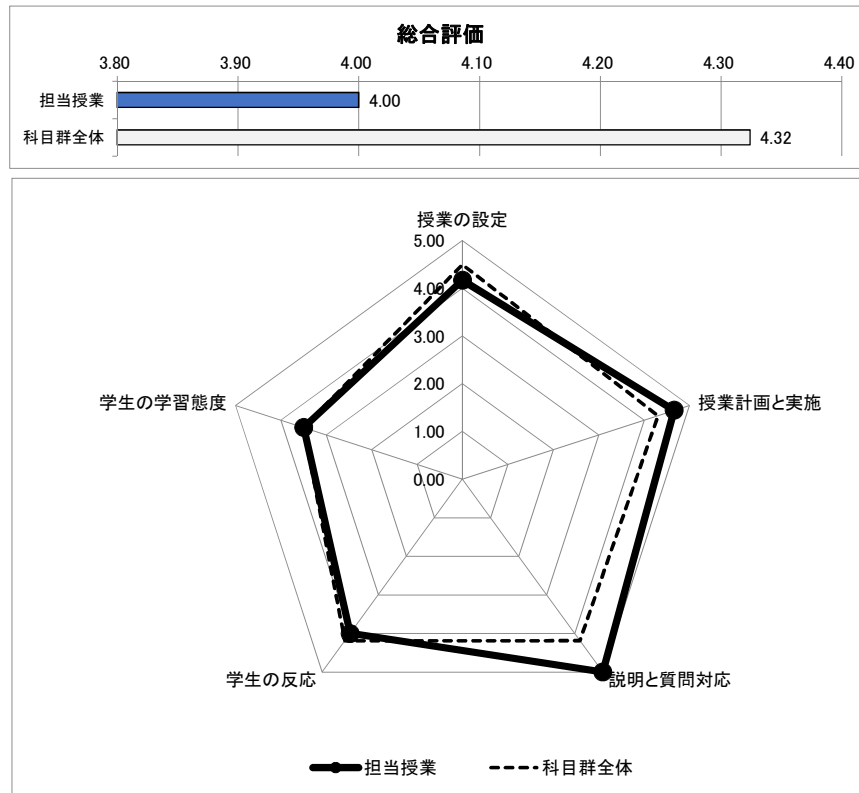 総合評価
3.80 3.90 4.00 4.10 4.20 4.30 4.40
担当授業 4.00
科目群全体 4.32
授業の設定
5.00
4.00
3.00
2.00
1.00
0.00
学生の学習態度 授業計画と実施
学生の反応 説明と質問対応
担当授業 科目群全体